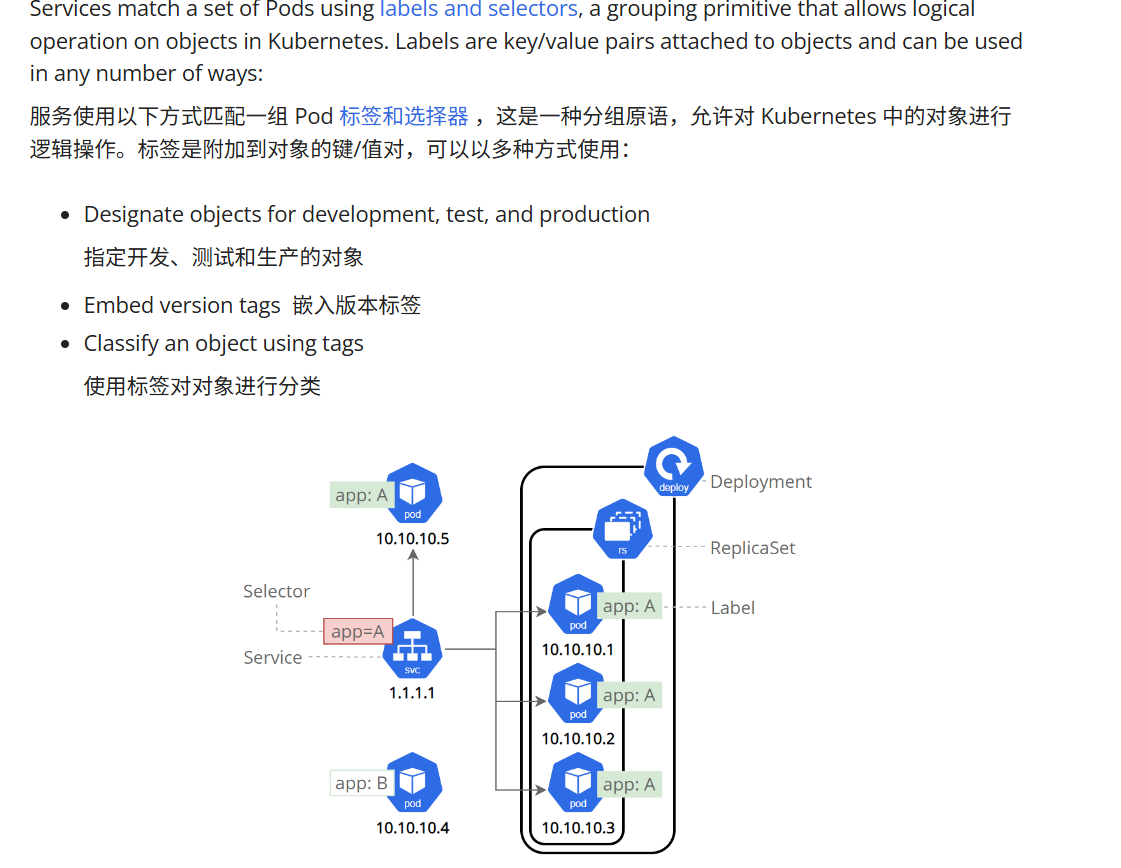 Services match a set of Pods using labels and selectors, a grouping primitive that allows logical
operation on objects in Kubernetes. Labels are key/value pairs attached to objects and can be used
in any number of ways:
服务使用以下方式匹配一组 Pod 标签和选择器 ，这是一种分组原语，允许对 Kubernetes 中的对象进行
逻辑操作。标签是附加到对象的键/值对，可以以多种方式使用：
Designate objects for development, test, and production
指定开发、测试和生产的对象
Embed version tags 嵌入版本标签
Classify an object using tags
使用标签对对象进行分类
deploy
Deployment
app: A
pod
10.10.10.5
rs
ReplicaSet
Selector
app=A
Service
svc
1.1.1.1
pod
app: A
Label
10.10.10.1
pod
app: A
10.10.10.2
app: B
pod
10.10.10.4
pod
app: A
10.10.10.3